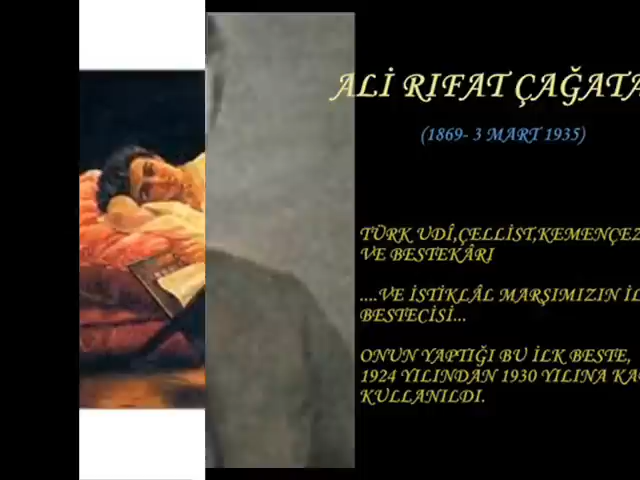 ALİ RIFAT ÇAĞATA
(1869- 3 MART 1935)
TÜRK UDÎ,ÇELLİST,KEMENÇEZ
VE BESTEKÂRI
....VE İSTİKLÂL MARŞIMIZIN İL
BESTECİSİ...
ONUN YAPTIĞI BU İLK BESTE,
1924 YILINDAN 1930 YILINA KA
KULLANILDI.